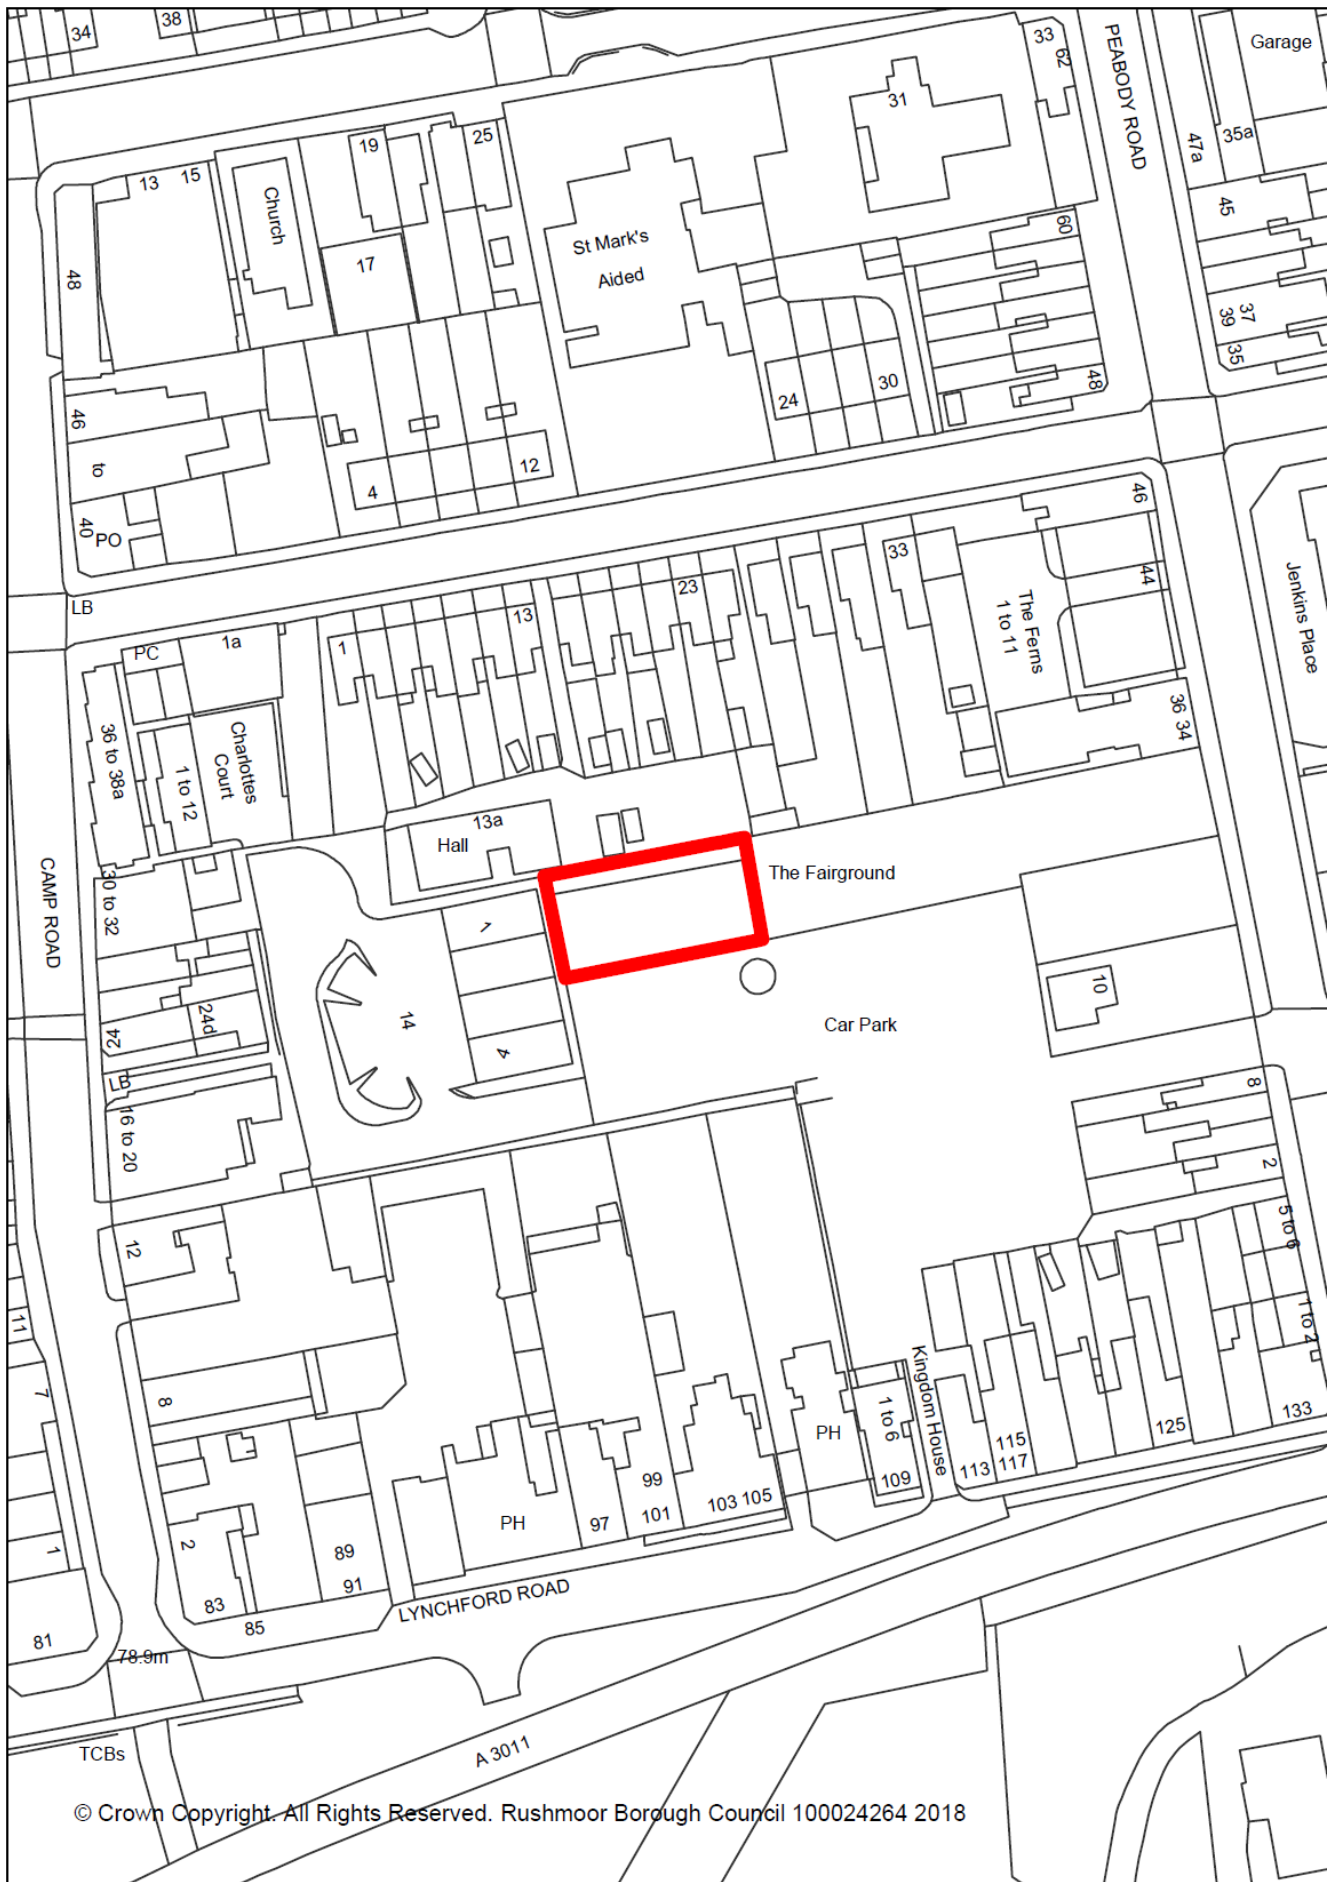 34
38
33
62
PEABODY ROAD
Garage
31
47a
35a
19
25
13
15
Church
45
St Mark's
Aided
60
17
48
39
37
35
24
30
48
46
to
40
PO
4
12
46
44
33
The Ferns
1 to 11
Jenkins Place
LB
PC
1a
1
13
23
36 34
36 to 38a
1 to 12
Charlottes
Court
13a
Hall
The Fairground
CAMP ROAD
30 to 32
1
10
24
24d
14
Car Park
4
LB
16 to 20
8
2
12
5 to 6
11
1 to 2
7
8
Kingdom House
1 to 6
PH
115
117
125
133
113
109
99
101
103 105
97
PH
2
1
89
91
83
85
81
LYNCHFORD ROAD
78.9m
TCBs
A 3011
© Crown Copyright. All Rights Reserved. Rushmoor Borough Council 100024264 2018